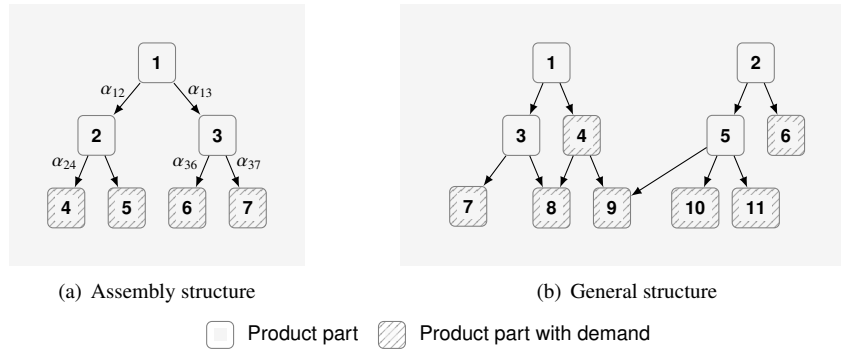 1
α12 α13
2 3
α24 α36 α37
4 5 6 7
1 2
3 4 5 6
7 8 9 10 11
(a) Assembly structure
(b) General structure
Product part
Product part with demand